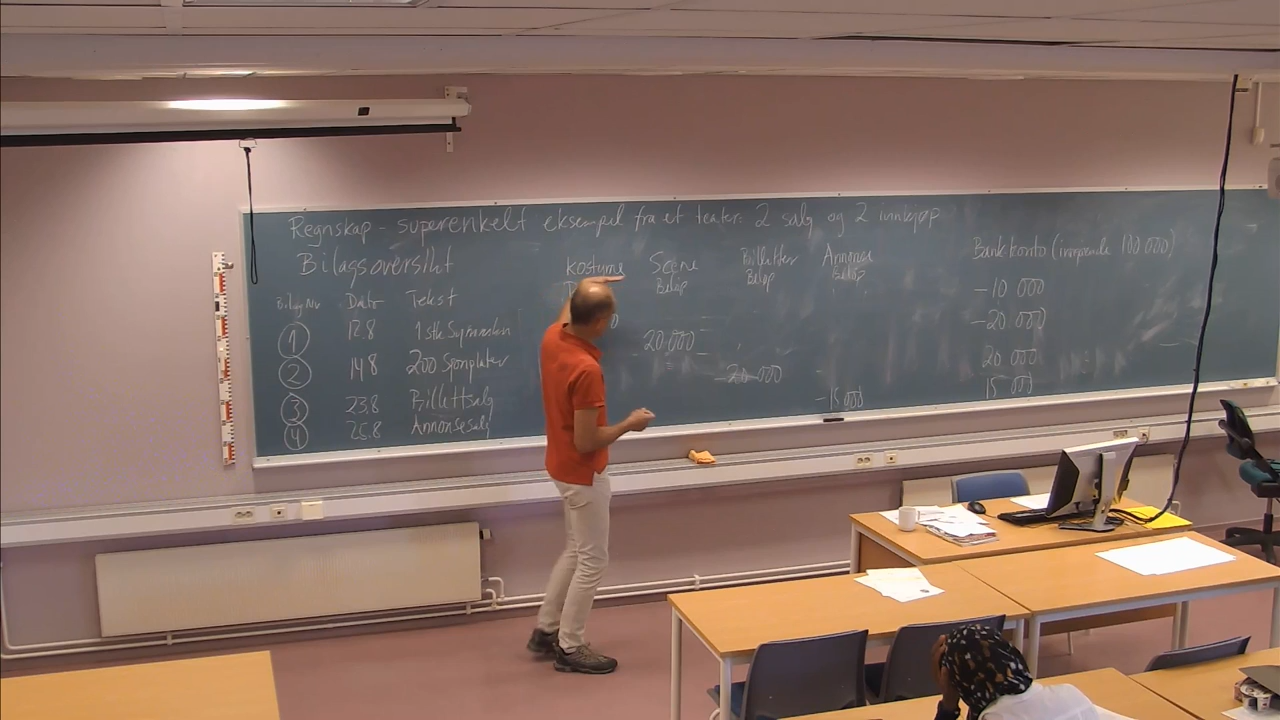 Regnskap - superenkelt eksempel fra et teater: 2 salg og 2 innkjøp
Bilagsoversikt kostyme Scene Billetter Annonse Bankkonto (inngående 100 000)
Bilag Nr Dato Tekst Beløp Beløp Beløp
-10 000
1 12.8 1 stk Symaskin -20 000
2 14.8 200 Sponplater 20.000 20 000
3 23.8 Billettsalg -20 000 15 000
4 25.8 Annonsesalg -15 000